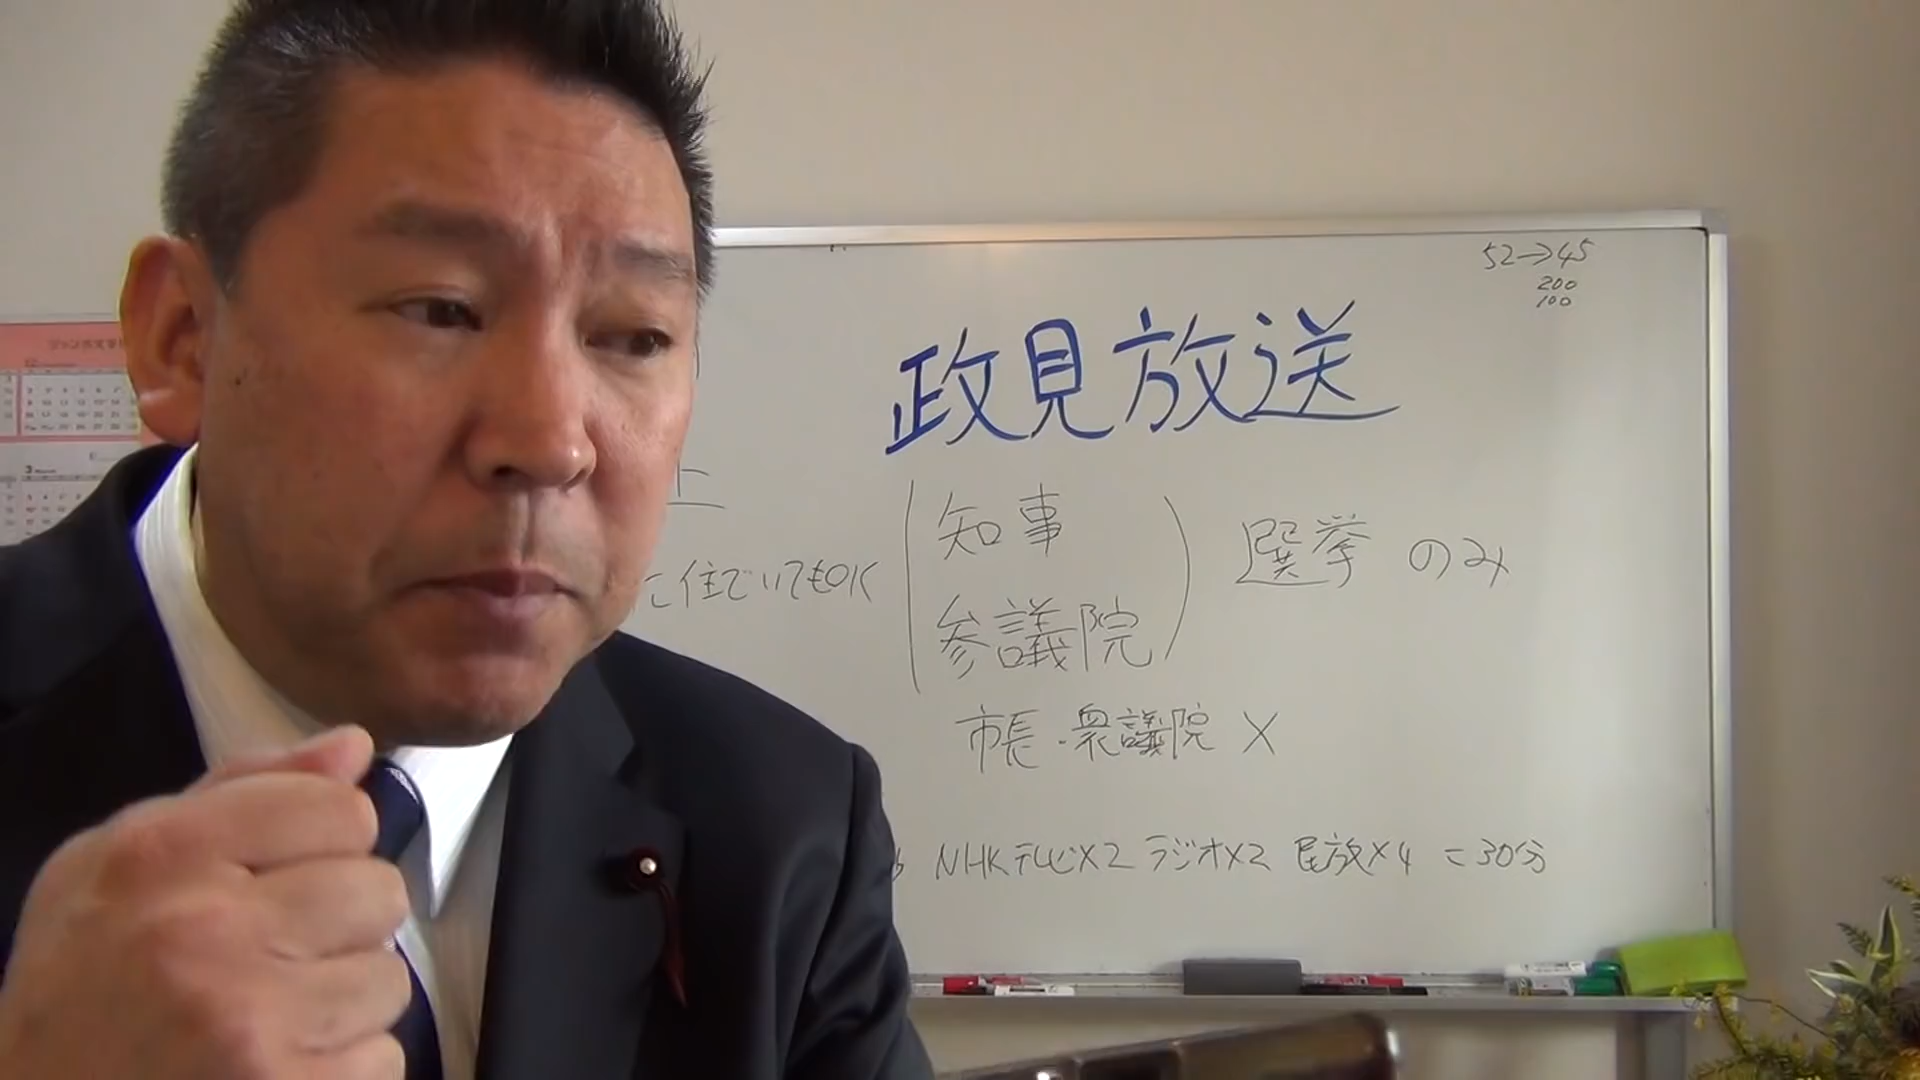 52→45
200
100
政見放送
上
に住でいてもOK
知事
参議院
選挙 のみ
市長・衆議院 ×
NHKテレビ×2 ラジオ×2 民放×4 = 30分